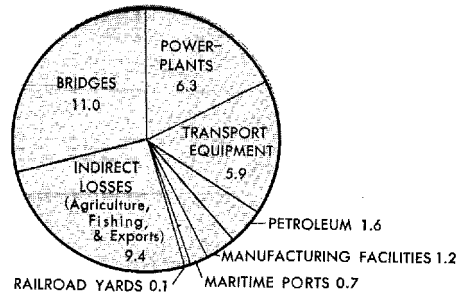 POWER-
PLANTS
6.3
BRIDGES
11.0
TRANSPORT
EQUIPMENT
5.9
INDIRECT
LOSSES
(Agriculture,
Fishing,
& Exports)
9.4
PETROLEUM 1.6
MANUFACTURING FACILITIES 1.2
MARITIME PORTS 0.7
RAILROAD YARDS 0.1